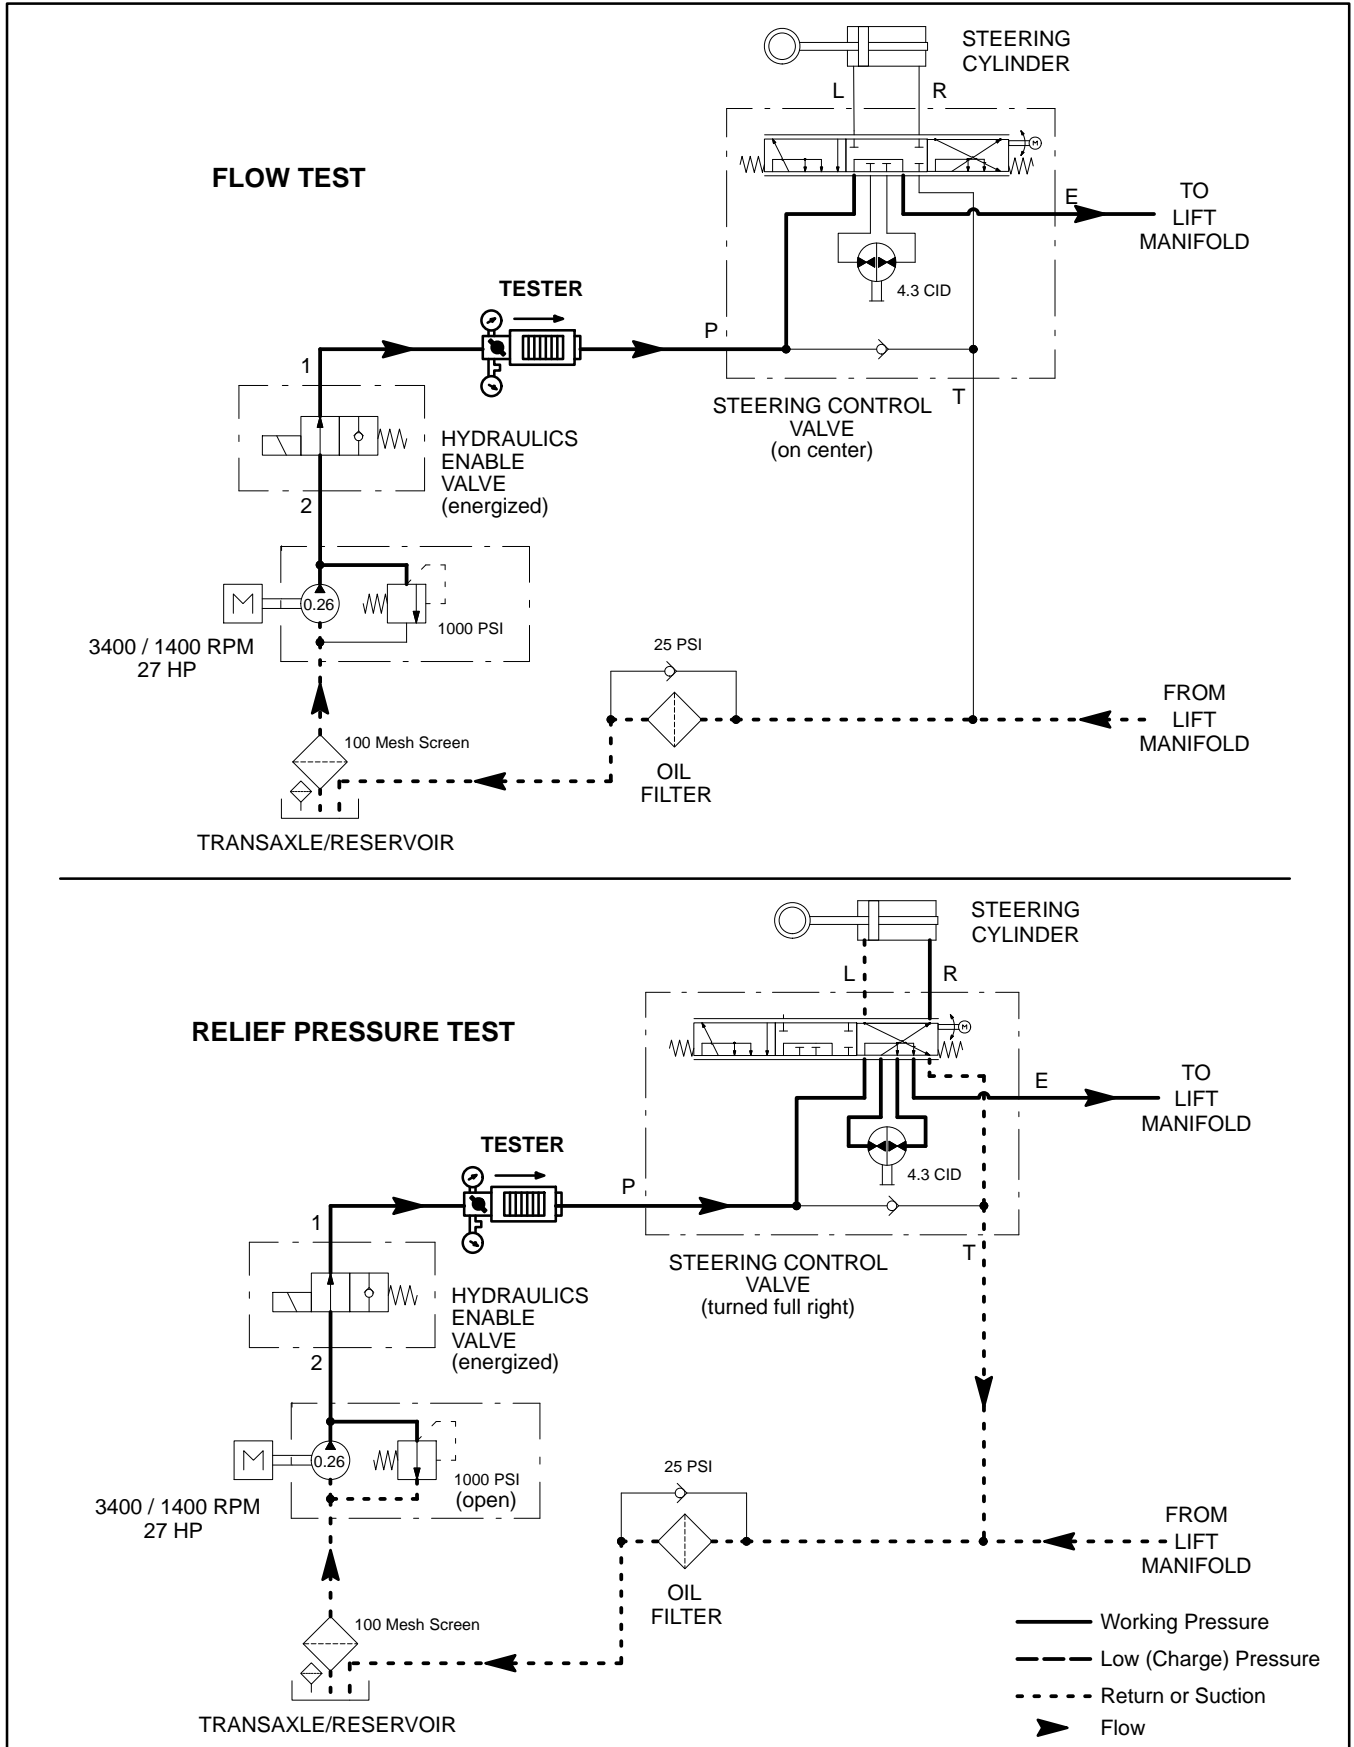 STEERING
CYLINDER
L
R
M
FLOW TEST
E
TO
LIFT
MANIFOLD
TESTER
4.3 CID
P
1
T
STEERING CONTROL
VALVE
(on center)
HYDRAULICS
ENABLE
VALVE
(energized)
2
M
0.26
1000 PSI
3400 / 1400 RPM
27 HP
25 PSI
FROM
LIFT
MANIFOLD
100 Mesh Screen
OIL
FILTER
TRANSAXLE/RESERVOIR
STEERING
CYLINDER
L
R
RELIEF PRESSURE TEST
M
E
TO
LIFT
MANIFOLD
TESTER
4.3 CID
P
1
T
STEERING CONTROL
VALVE
(turned full right)
HYDRAULICS
ENABLE
VALVE
(energized)
2
M
0.26
1000 PSI
(open)
3400 / 1400 RPM
27 HP
25 PSI
FROM
LIFT
MANIFOLD
OIL
FILTER
100 Mesh Screen
TRANSAXLE/RESERVOIR
Working Pressure
Low (Charge) Pressure
Return or Suction
Flow